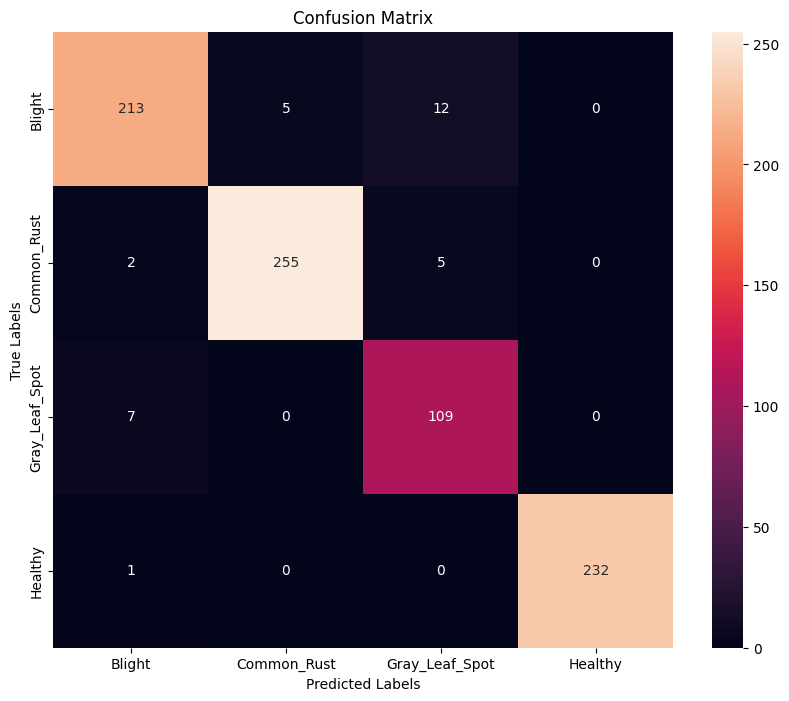 Confusion Matrix
True Labels
Blight
213 5 12 0
Common_Rust
2 255 5 0
Gray_Leaf_Spot
7 0 109 0
Healthy
1 0 0 232
Blight Common_Rust Gray_Leaf_Spot Healthy
Predicted Labels
250
200
150
100
50
0